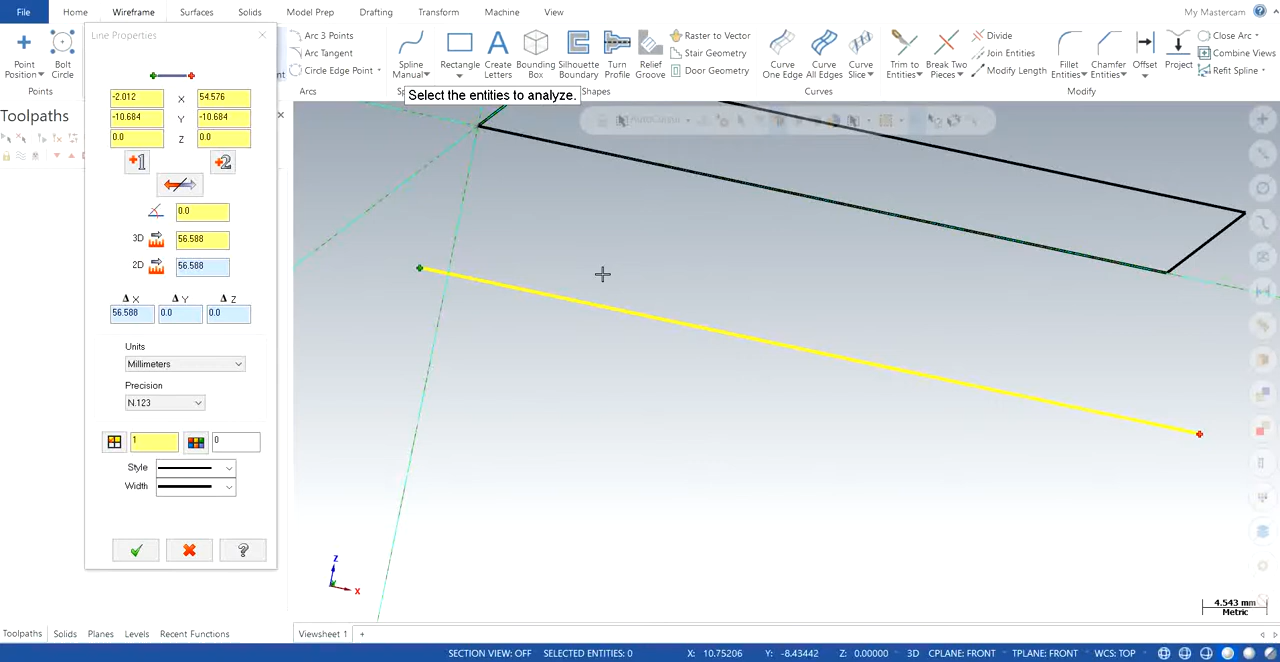 File Home Wireframe Surfaces Solids Model Prep Drafting Transform Machine View My Mastercam
Line Properties
Point Position
Bolt Circle
Points
Arc 3 Points
Arc Tangent
Circle Edge Point
Arcs
Spline Manual
Rectangle
Create Letters
Bounding Box
Silhouette Boundary
Turn Profile
Relief Groove
Raster to Vector
Stair Geometry
Door Geometry
Shapes
Curve One Edge
Curve All Edges
Curve Slice
Curves
Trim to Entities
Break Two Pieces
Divide
Join Entities
Modify Length
Fillet Entities
Chamfer Entities
Offset
Project
Close Arc
Combine Views
Refit Spline
Modify
Select the entities to analyze.
Toolpaths
AutoCursor
-2.012 X 54.576
-10.684 Y -10.684
0.0 Z 0.0
+1 +2
0.0
3D 56.588
2D 56.588
Δ X Δ Y Δ Z
56.588 0.0 0.0
Units
Millimeters
Precision
N.123
1 0
Style
Width
?
Z
X
4.543 mm
Metric
Toolpaths Solids Planes Levels Recent Functions Viewsheet 1 +
SECTION VIEW: OFF SELECTED ENTITIES: 0 X: 10.75206 Y: -8.43442 Z: 0.00000 3D CPLANE: FRONT TPLANE: FRONT WCS: TOP